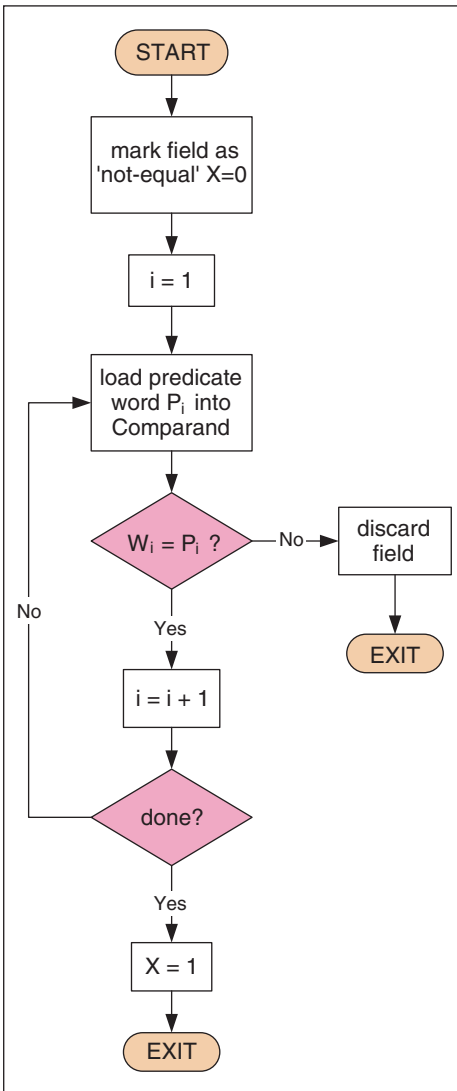 START
mark field as
'not-equal' X=0
i = 1
load predicate
word Pᵢ into
Comparand
Wᵢ = Pᵢ ?
No
discard
field
EXIT
Yes
No
i = i + 1
done?
Yes
X = 1
EXIT